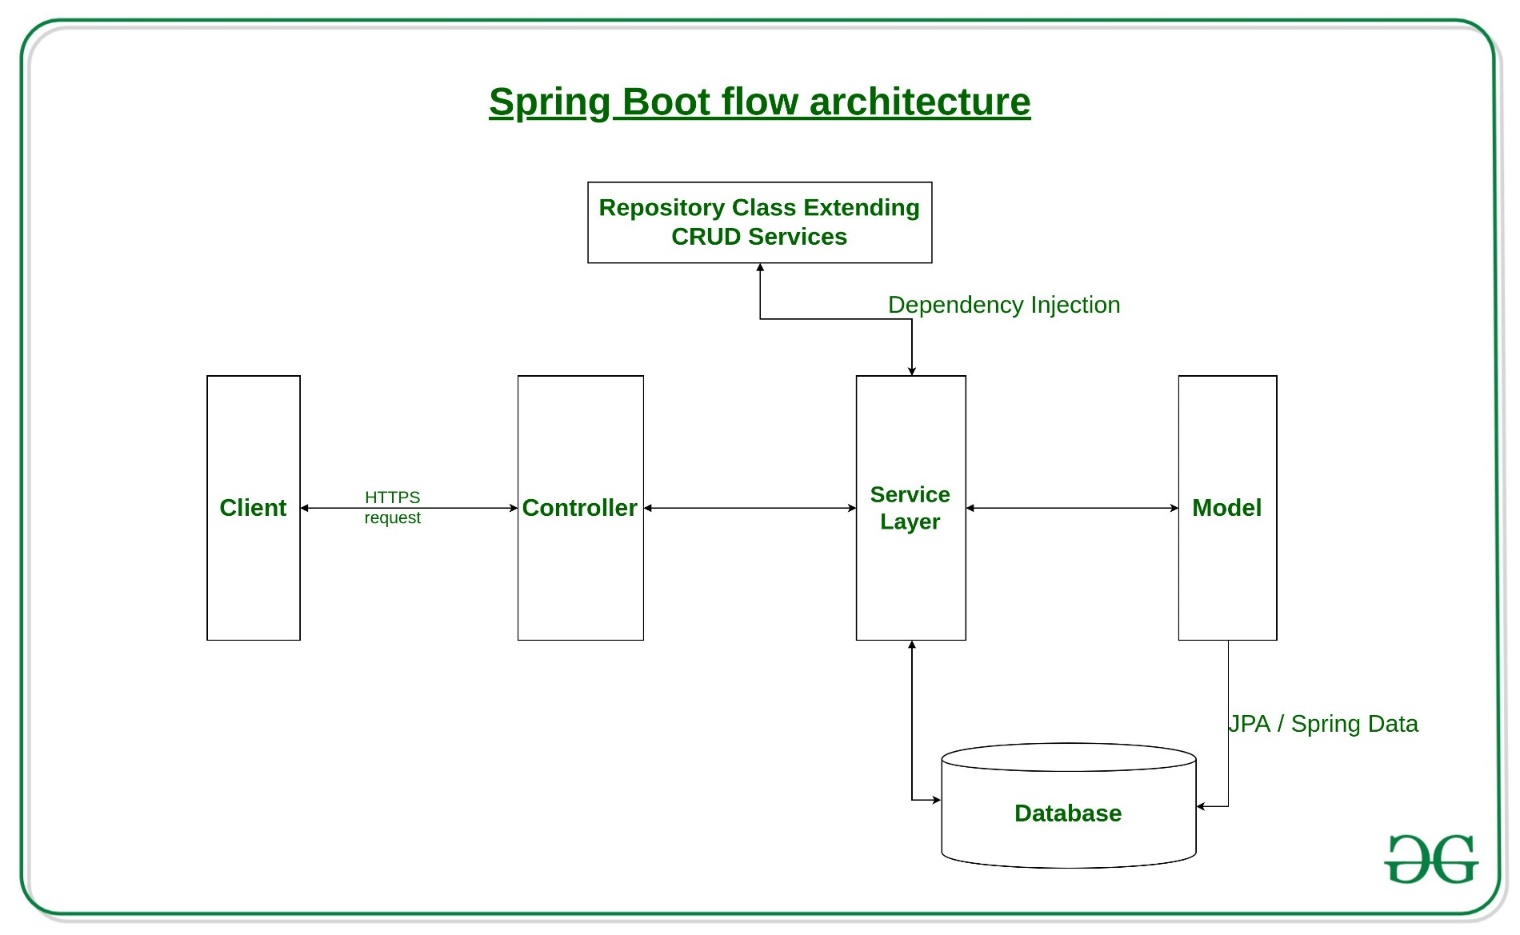 Spring Boot flow architecture
Repository Class Extending
CRUD Services
Dependency Injection
Client
HTTPS
request
Controller
Service
Layer
Model
JPA / Spring Data
Database